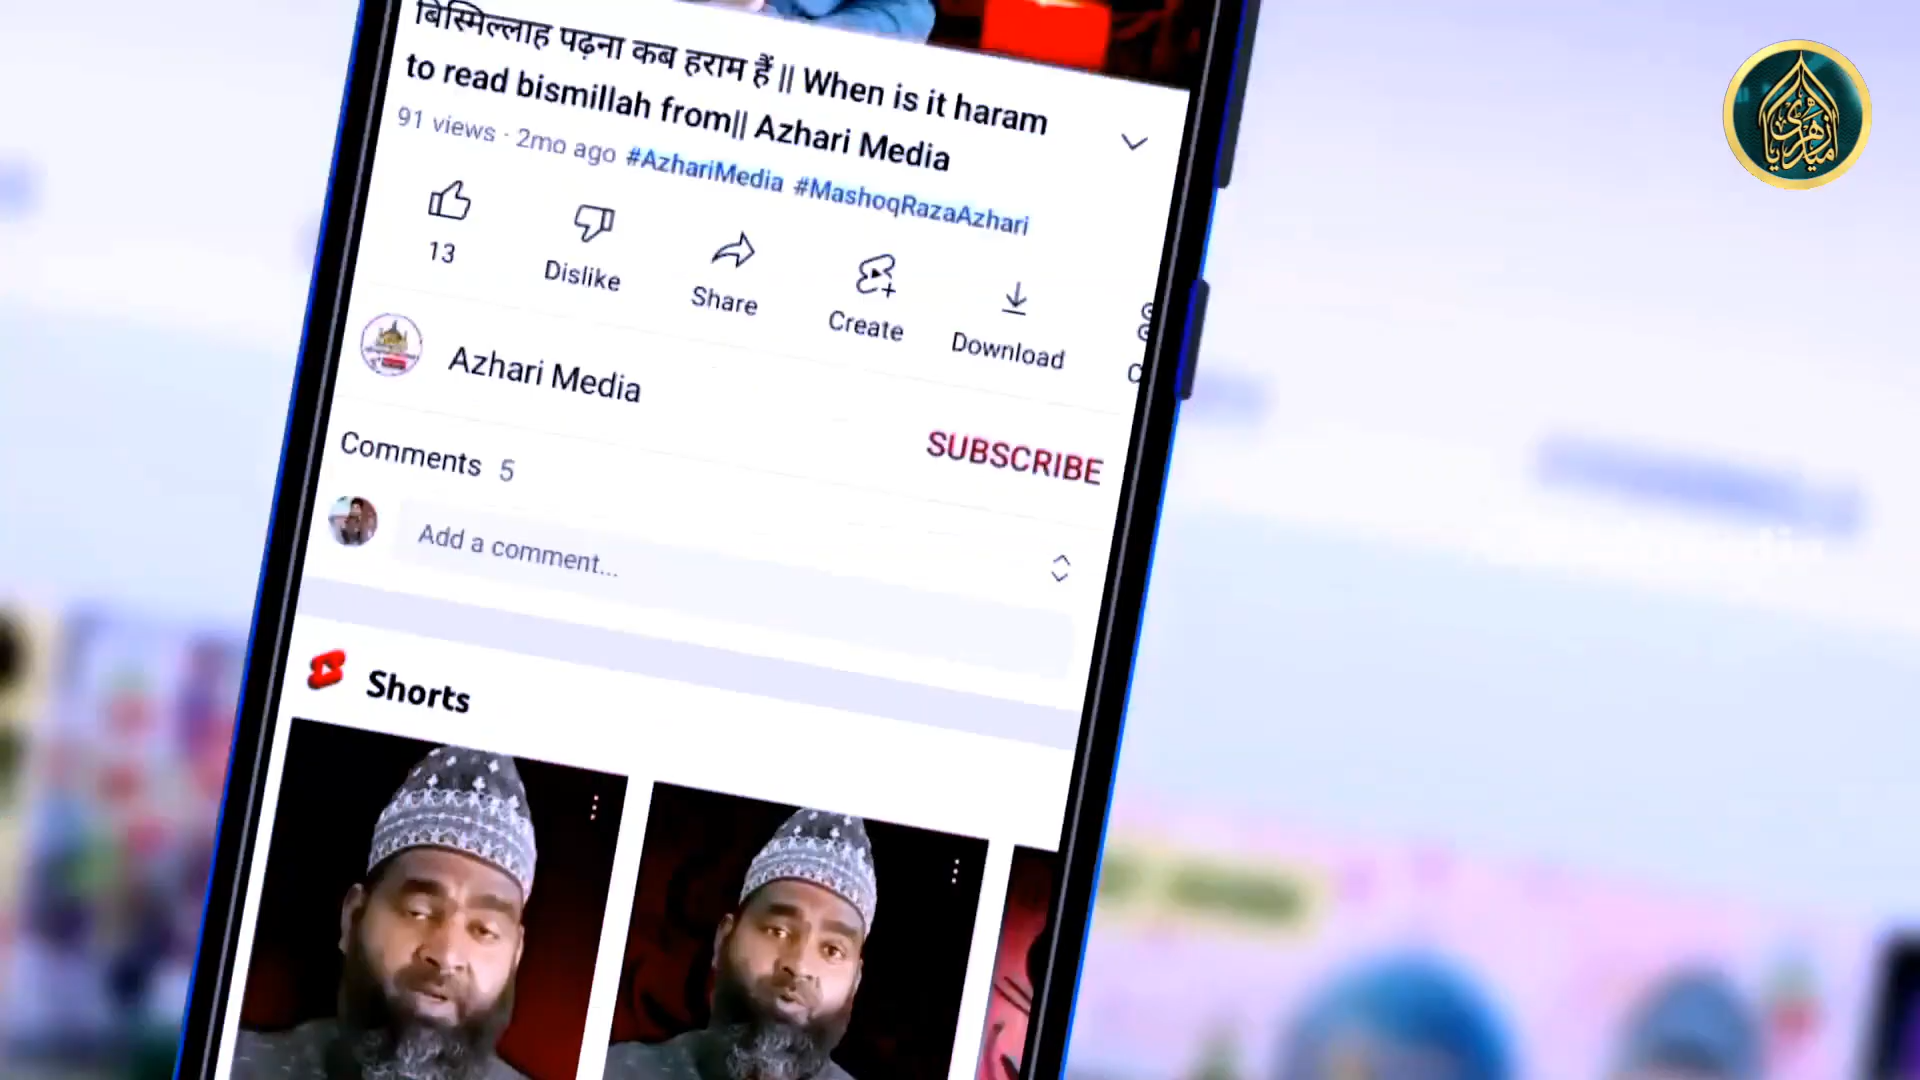 बिस्मिल्लाह पढ़ना कब हराम हैं || When is it haram
to read bismillah from|| Azhari Media
91 views · 2mo ago #AzhariMedia #MashoqRazaAzhari
13
Dislike
Share
Create
Download
Azhari Media
SUBSCRIBE
Comments 5
Add a comment...
Shorts